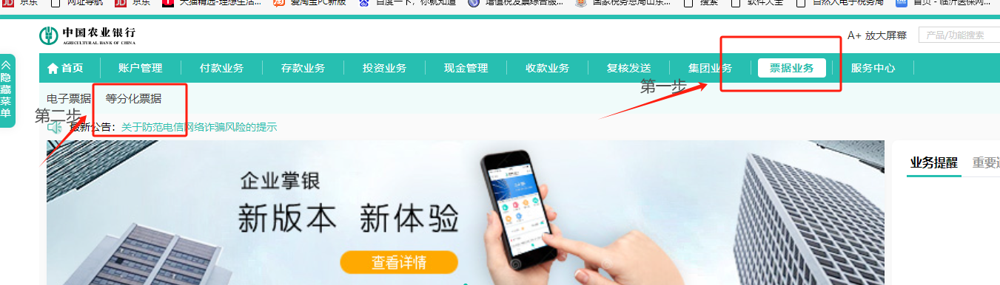 京东 网址导航 京东 天猫精选-理想生活... 爱淘宝PC新版 百度一下，你就知道 增值税发票综合服... 国家税务总局山东... 搜索 软件大全 自然人电子税务局 首页 - 临沂医保网...
中国农业银行
AGRICULTURAL BANK OF CHINA
A+ 放大屏幕 产品/功能搜索
首页 账户管理 付款业务 存款业务 投资业务 现金管理 收款业务 复核发送 集团业务 票据业务 服务中心
隐藏菜单
第一步
电子票据 等分化票据
第二步
最新公告：关于防范电信网络诈骗风险的提示
企业掌银
新版本 新体验
查看详情
业务提醒 重要